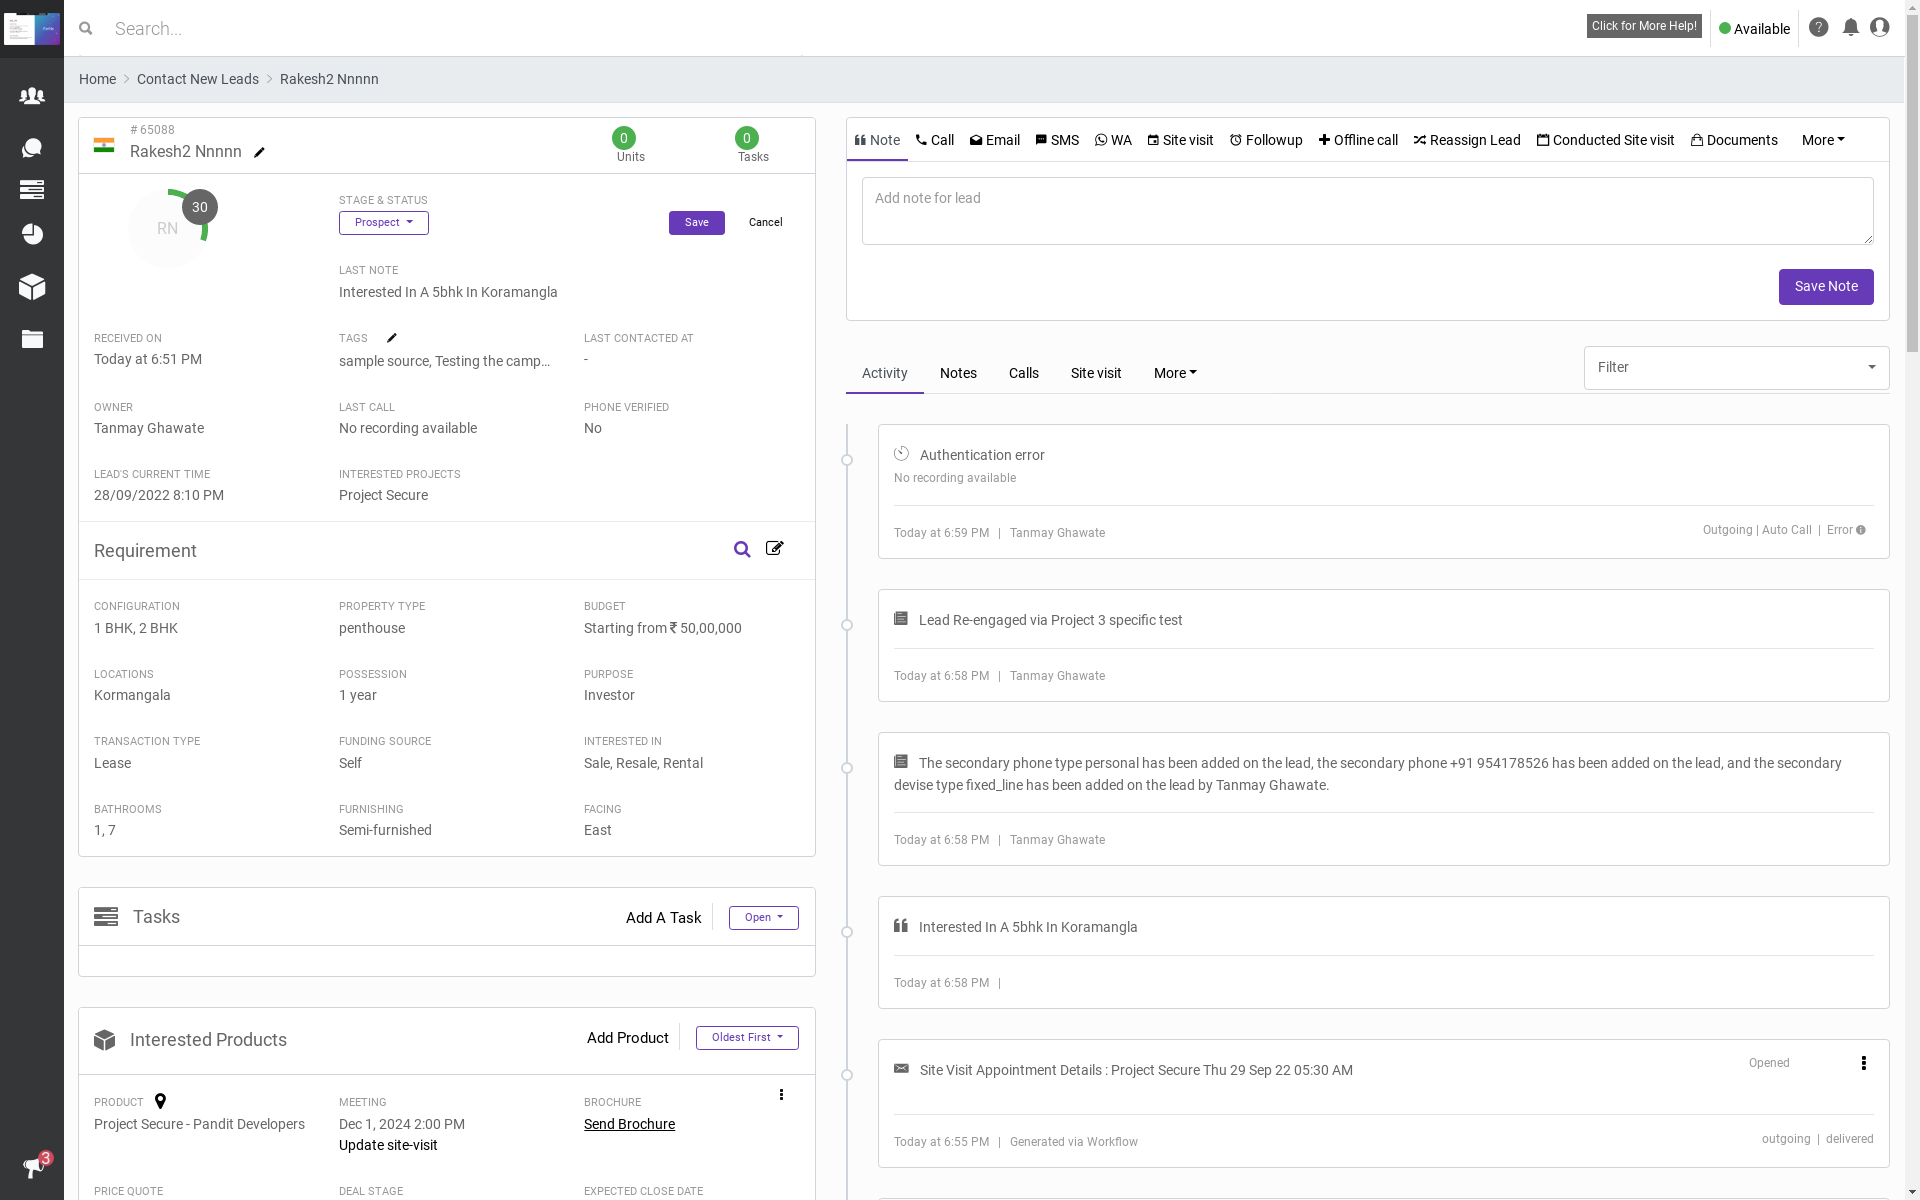 Search...
Click for More Help!
Available
Home
Contact New Leads
Rakesh2 Nnnnn
# 65088
Rakesh2 Nnnnn
0
Units
0
Tasks
RN
30
STAGE & STATUS
Prospect
Save
Cancel
LAST NOTE
Interested In A 5bhk In Koramangla
RECEIVED ON
Today at 6:51 PM
TAGS
sample source, Testing the camp...
LAST CONTACTED AT
-
OWNER
Tanmay Ghawate
LAST CALL
No recording available
PHONE VERIFIED
No
LEAD'S CURRENT TIME
28/09/2022 8:10 PM
INTERESTED PROJECTS
Project Secure
Requirement
CONFIGURATION
1 BHK, 2 BHK
PROPERTY TYPE
penthouse
BUDGET
Starting from ₹ 50,00,000
LOCATIONS
Kormangala
POSSESSION
1 year
PURPOSE
Investor
TRANSACTION TYPE
Lease
FUNDING SOURCE
Self
INTERESTED IN
Sale, Resale, Rental
BATHROOMS
1, 7
FURNISHING
Semi-furnished
FACING
East
Tasks
Add A Task
Open
Interested Products
Add Product
Oldest First
PRODUCT
Project Secure - Pandit Developers
MEETING
Dec 1, 2024 2:00 PM
Update site-visit
BROCHURE
Send Brochure
PRICE QUOTE
DEAL STAGE
EXPECTED CLOSE DATE
3
Note
Call
Email
SMS
WA
Site visit
Followup
Offline call
Reassign Lead
Conducted Site visit
Documents
More
Add note for lead
Save Note
Activity
Notes
Calls
Site visit
More
Filter
Authentication error
No recording available
Today at 6:59 PM | Tanmay Ghawate
Outgoing | Auto Call | Error
Lead Re-engaged via Project 3 specific test
Today at 6:58 PM | Tanmay Ghawate
The secondary phone type personal has been added on the lead, the secondary phone +91 954178526 has been added on the lead, and the secondary
devise type fixed_line has been added on the lead by Tanmay Ghawate.
Today at 6:58 PM | Tanmay Ghawate
Interested In A 5bhk In Koramangla
Today at 6:58 PM |
Site Visit Appointment Details : Project Secure Thu 29 Sep 22 05:30 AM
Opened
Today at 6:55 PM | Generated via Workflow
outgoing | delivered